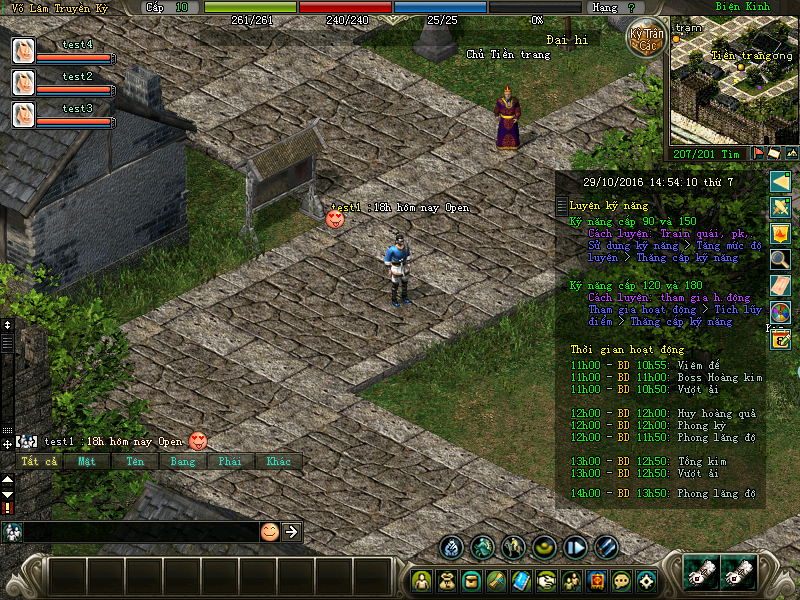 Võ Lâm Truyền Kỳ
Cấp 10
Hạng ?
Biện Kinh
261/261
240/240
25/25
0%
test4
test2
test3
Đại hi
Chủ Tiền trang
Kỳ Trân Các
Tiền trang
207/201 Tìm
29/10/2016 14:54:10 thứ 7
Luyện kỹ năng
Kỹ năng cấp 90 và 150
Cách luyện: Train quái, pk,
Sử dụng kỹ năng > Tăng mức độ
luyện > Thăng cấp kỹ năng
Kỹ năng cấp 120 và 180
Cách luyện: tham gia h.động
Tham gia hoạt động > Tích lũy
điểm > Thăng cấp kỹ năng
Thời gian hoạt động
11h00 - BD 10h55: Viêm đế
11h00 - BD 11h00: Boss Hoàng kim
11h00 - BD 10h50: Vượt ải
12h00 - BD 12h00: Huy hoàng quả
12h00 - BD 12h00: Phong kỳ
12h00 - BD 11h50: Phong lăng độ
13h00 - BD 12h50: Tống kim
13h00 - BD 12h50: Vượt ải
14h00 - BD 13h50: Phong lăng độ
test1 :18h hôm nay Open
test1 :18h hôm nay Open
Tất cả
Mật
Tên
Bang
Phái
Khác